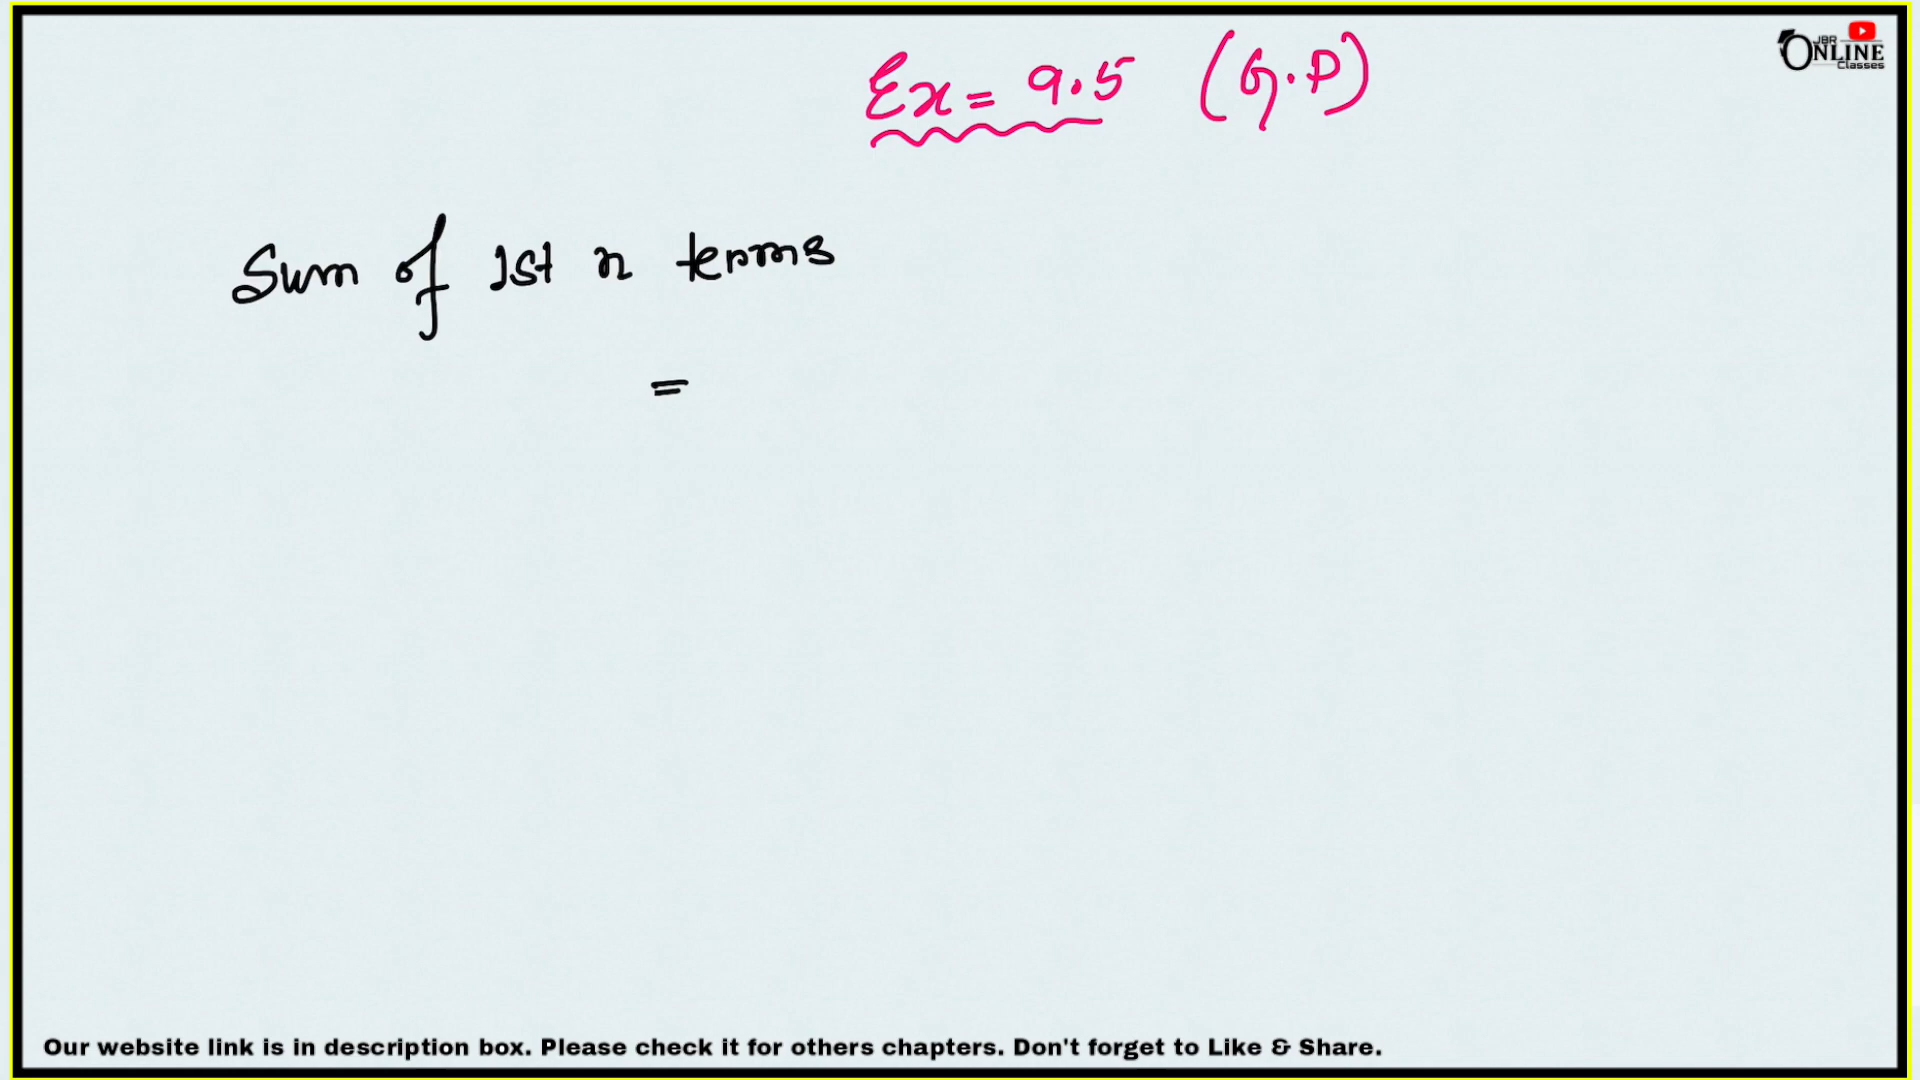 Ex = 9.5 (G.P)
JBR
ONLINE
Classes
Sum of 1st n terms
=
Our website link is in description box. Please check it for others chapters. Don't forget to Like & Share.